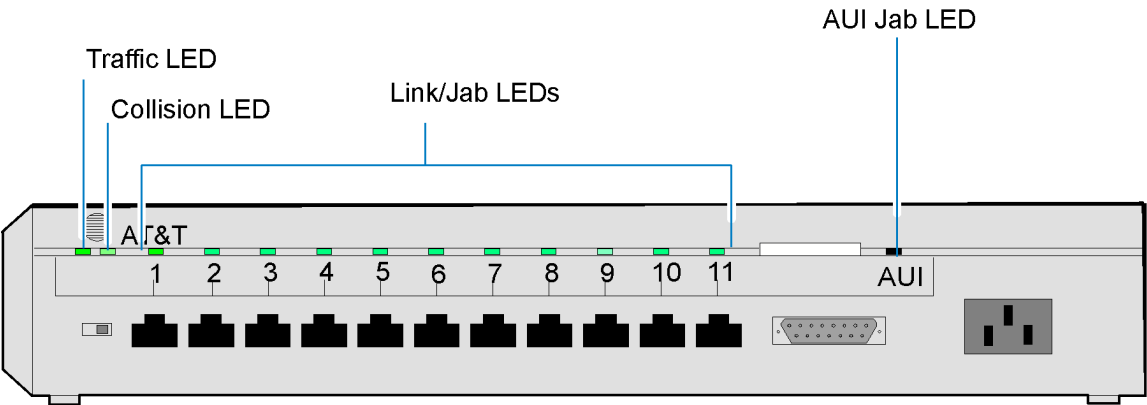 AUI Jab LED
Traffic LED
Link/Jab LEDs
Collision LED
AT&T
1 2 3 4 5 6 7 8 9 10 11 AUI